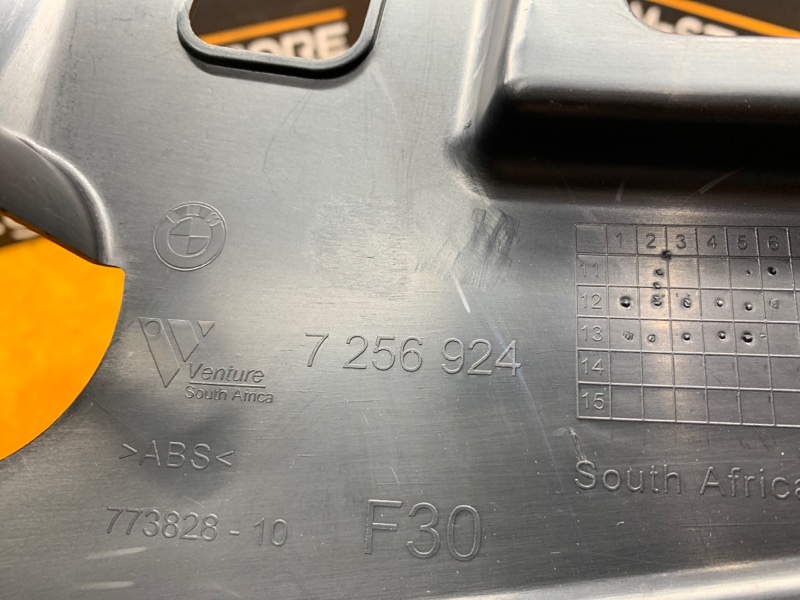 V
Venture
South Africa
7 256 924
>ABS<
773828 - 10
F30
1 2 3 4 5 6
11
12
13
14
15
South Africa